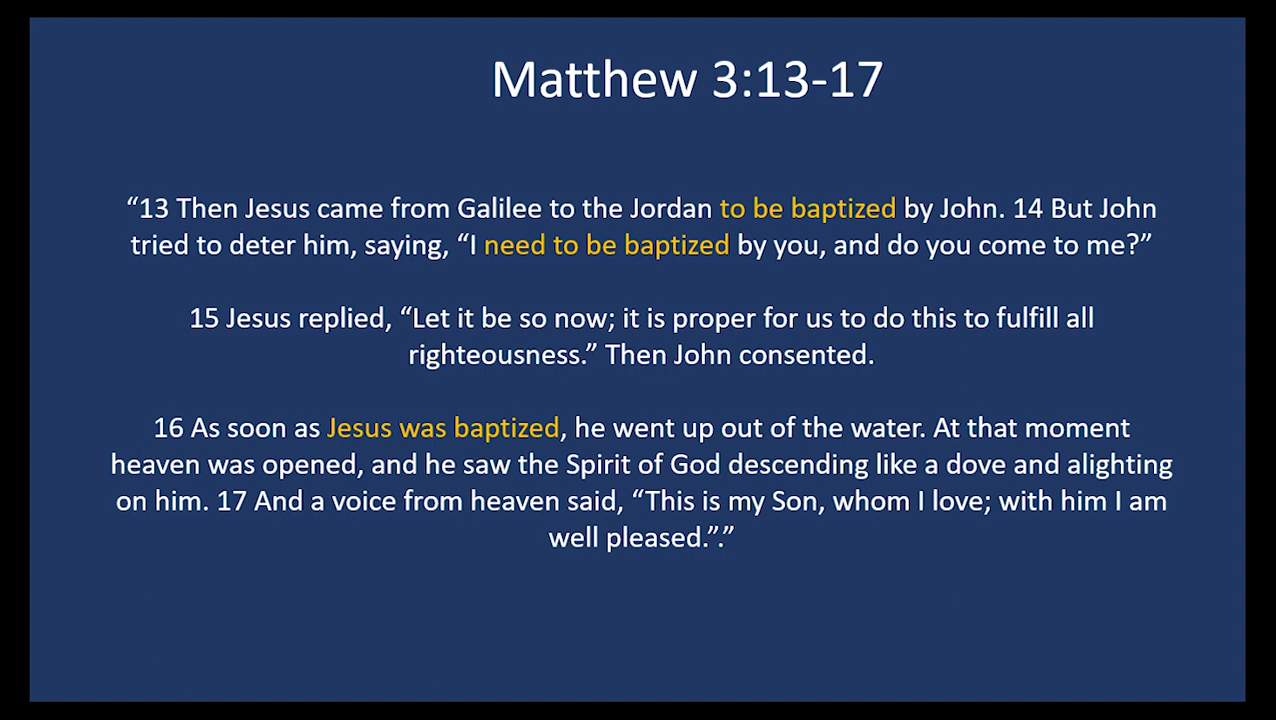 Matthew 3:13-17
“13 Then Jesus came from Galilee to the Jordan to be baptized by John. 14 But John
tried to deter him, saying, “I need to be baptized by you, and do you come to me?”
15 Jesus replied, “Let it be so now; it is proper for us to do this to fulfill all
righteousness.” Then John consented.
16 As soon as Jesus was baptized, he went up out of the water. At that moment
heaven was opened, and he saw the Spirit of God descending like a dove and alighting
on him. 17 And a voice from heaven said, “This is my Son, whom I love; with him I am
well pleased.”.”